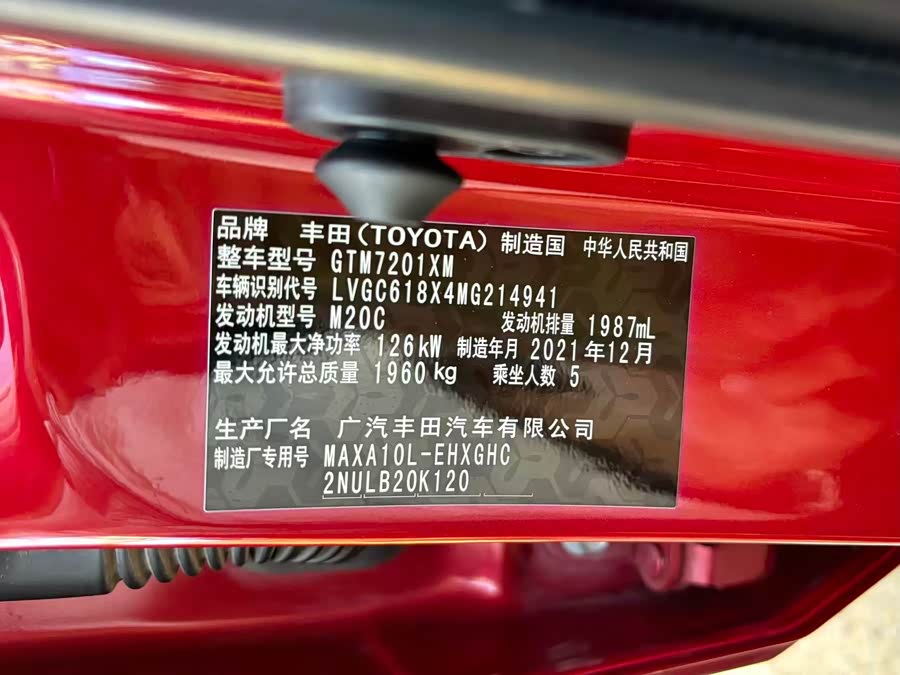 品牌 丰田(TOYOTA) 制造国 中华人民共和国
整车型号 GTM7201XM
车辆识别代号 LVGC618X4MG214941
发动机型号 M20C 发动机排量 1987mL
发动机最大净功率 126kW 制造年月 2021年12月
最大允许总质量 1960kg 乘坐人数 5
生产厂名 广汽丰田汽车有限公司
制造厂专用号 MAXA10L-EHXGHC
2NULB20K120